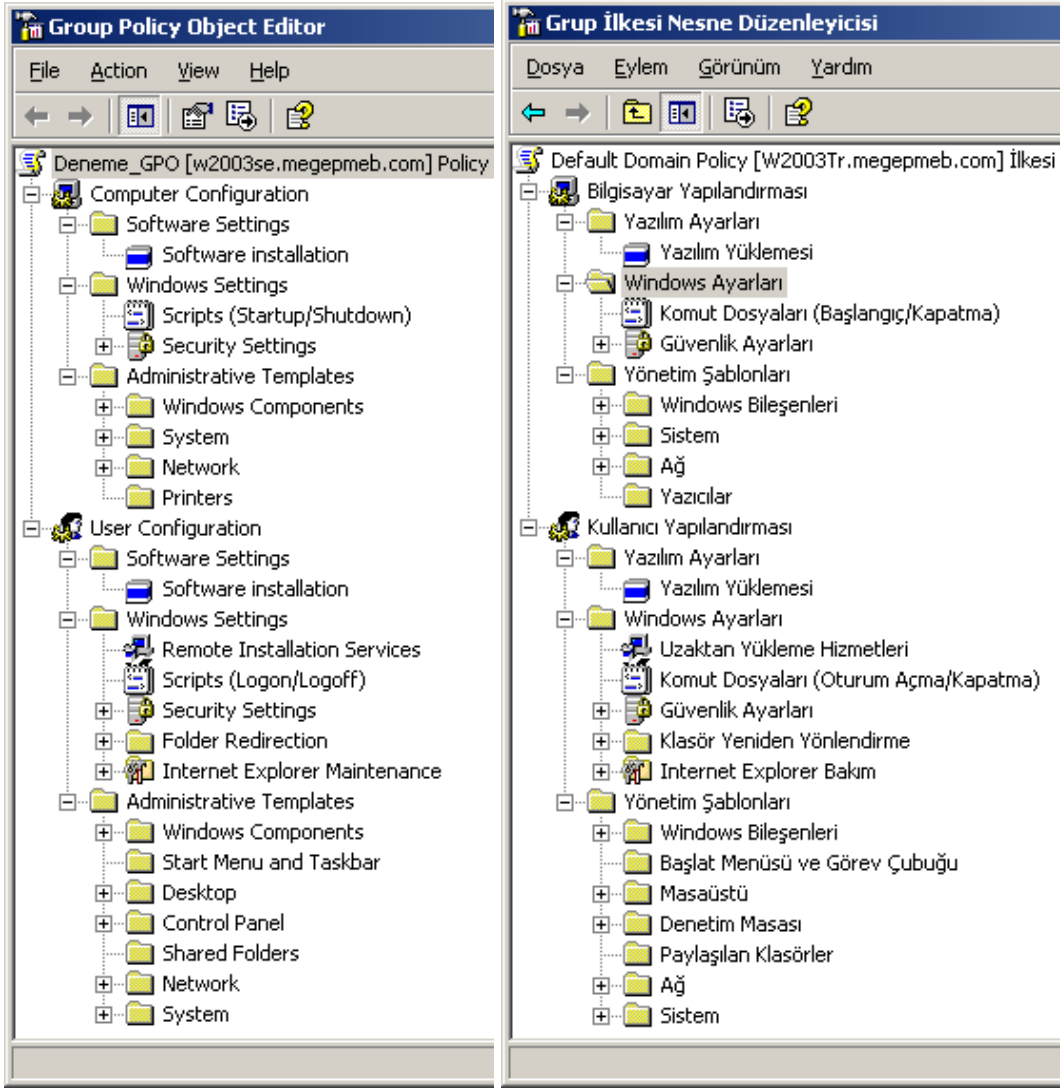 Group Policy Object Editor
File Action View Help
Deneme_GPO [w2003se.megepmeb.com] Policy
Computer Configuration
Software Settings
Software installation
Windows Settings
Scripts (Startup/Shutdown)
Security Settings
Administrative Templates
Windows Components
System
Network
Printers
User Configuration
Software Settings
Software installation
Windows Settings
Remote Installation Services
Scripts (Logon/Logoff)
Security Settings
Folder Redirection
Internet Explorer Maintenance
Administrative Templates
Windows Components
Start Menu and Taskbar
Desktop
Control Panel
Shared Folders
Network
System
Grup İlkesi Nesne Düzenleyicisi
Dosya Eylem Görünüm Yardım
Default Domain Policy [W2003Tr.megepmeb.com] İlkesi
Bilgisayar Yapılandırması
Yazılım Ayarları
Yazılım Yüklemesi
Windows Ayarları
Komut Dosyaları (Başlangıç/Kapatma)
Güvenlik Ayarları
Yönetim Şablonları
Windows Bileşenleri
Sistem
Ağ
Yazıcılar
Kullanıcı Yapılandırması
Yazılım Ayarları
Yazılım Yüklemesi
Windows Ayarları
Uzaktan Yükleme Hizmetleri
Komut Dosyaları (Oturum Açma/Kapatma)
Güvenlik Ayarları
Klasör Yeniden Yönlendirme
Internet Explorer Bakım
Yönetim Şablonları
Windows Bileşenleri
Başlat Menüsü ve Görev Çubuğu
Masaüstü
Denetim Masası
Paylaşılan Klasörler
Ağ
Sistem